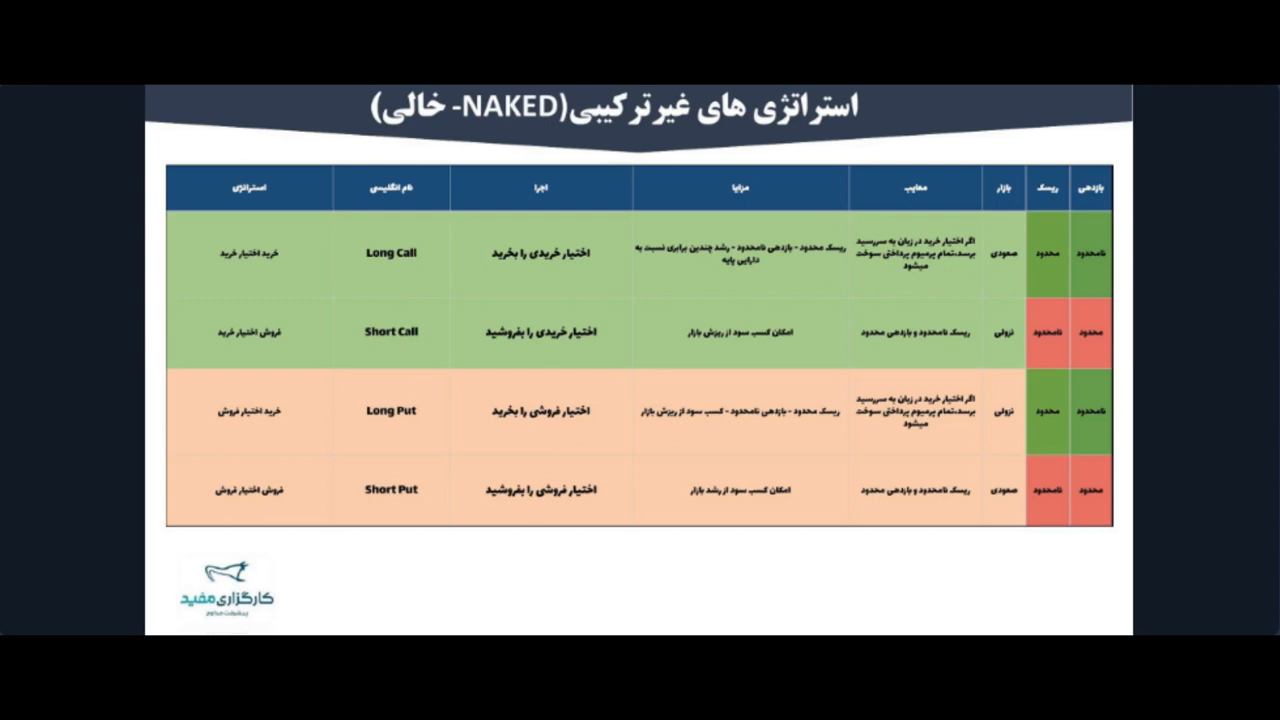 استراتژی های غیرترکیبی(NAKED- خالی)
استراتژی	نام انگلیسی	اجرا	مزایا	معایب	بازار	ریسک	بازدهی
خرید اختیار خرید
Long Call
اختیار خریدی را بخرید
ریسک محدود - بازدهی نامحدود - رشد چندین برابری نسبت به
دارایی پایه
اگر اختیار خرید در زیان به سررسید
برسد،تمام پرمیوم پرداختی سوخت
میشود
صعودی
محدود
نامحدود
فروش اختیار خرید
Short Call
اختیار خریدی را بفروشید
امکان کسب سود از ریزش بازار
ریسک نامحدود و بازدهی محدود
نزولی
نامحدود
محدود
خرید اختیار فروش
Long Put
اختیار فروشی را بخرید
ریسک محدود - بازدهی نامحدود - کسب سود از ریزش بازار
اگر اختیار خرید در زیان به سررسید
برسد،تمام پرمیوم پرداختی سوخت
میشود
نزولی
محدود
نامحدود
فروش اختیار فروش
Short Put
اختیار فروشی را بفروشید
امکان کسب سود از رشد بازار
ریسک نامحدود و بازدهی محدود
صعودی
نامحدود
محدود
کارگزاری مفید
پیشرفت مداوم